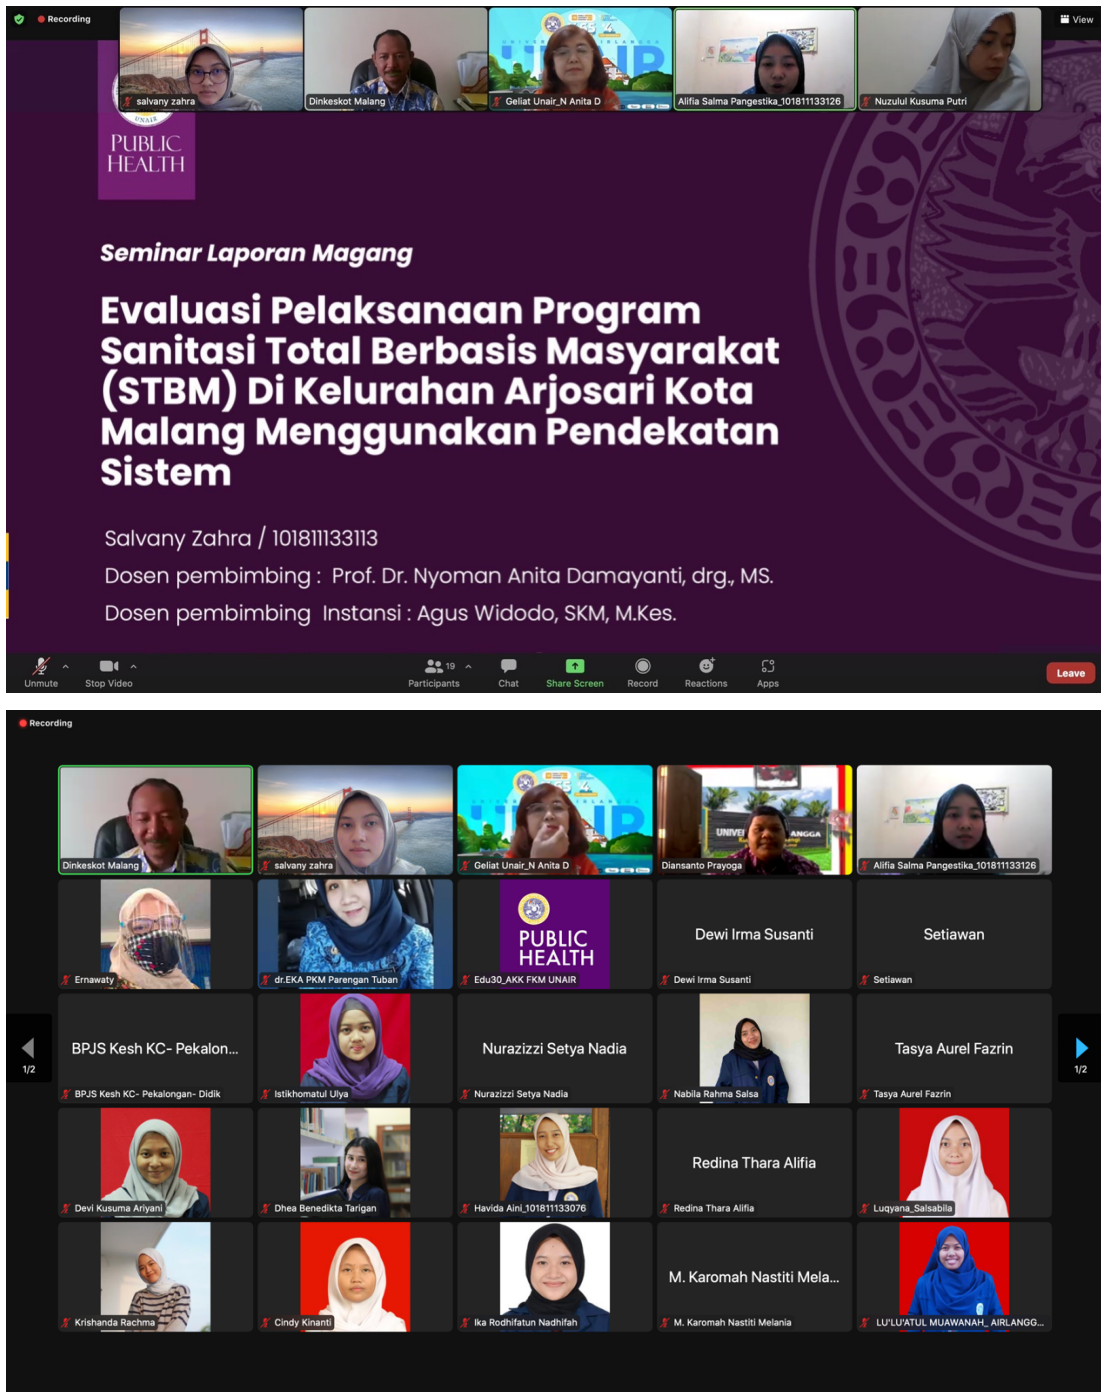 Recording
View
salvany zahra
Dinkeskot Malang
Geliat Unair_N Anita D
Alifia Salma Pangestika_101811133126
Nuzulul Kusuma Putri
UNAIR
PUBLIC
HEALTH
Seminar Laporan Magang
Evaluasi Pelaksanaan Program
Sanitasi Total Berbasis Masyarakat
(STBM) Di Kelurahan Arjosari Kota
Malang Menggunakan Pendekatan
Sistem
Salvany Zahra / 101811133113
Dosen pembimbing : Prof. Dr. Nyoman Anita Damayanti, drg., MS.
Dosen pembimbing Instansi : Agus Widodo, SKM, M.Kes.
Unmute
Stop Video
19
Participants
Chat
Share Screen
Record
Reactions
Apps
Leave
Recording
Dinkeskot Malang
salvany zahra
Geliat Unair_N Anita D
Diansanto Prayoga
Alifia Salma Pangestika_101811133126
Ernawaty
dr.EKA PKM Parengan Tuban
PUBLIC
HEALTH
Edu30_AKK FKM UNAIR
Dewi Irma Susanti
Dewi Irma Susanti
Setiawan
Setiawan
1/2
BPJS Kesh KC- Pekalon...
BPJS Kesh KC- Pekalongan- Didik
Istikhomatul Ulya
Nurazizzi Setya Nadia
Nurazizzi Setya Nadia
Nabila Rahma Salsa
Tasya Aurel Fazrin
Tasya Aurel Fazrin
1/2
Devi Kusuma Ariyani
Dhea Benedikta Tarigan
Havida Aini_101811133076
Redina Thara Alifia
Redina Thara Alifia
Luqyana_Salsabila
Krishanda Rachma
Cindy Kinanti
Ika Rodhifatun Nadhifah
M. Karomah Nastiti Mela...
M. Karomah Nastiti Melania
LU'LU'ATUL MUAWANAH_ AIRLANGG...